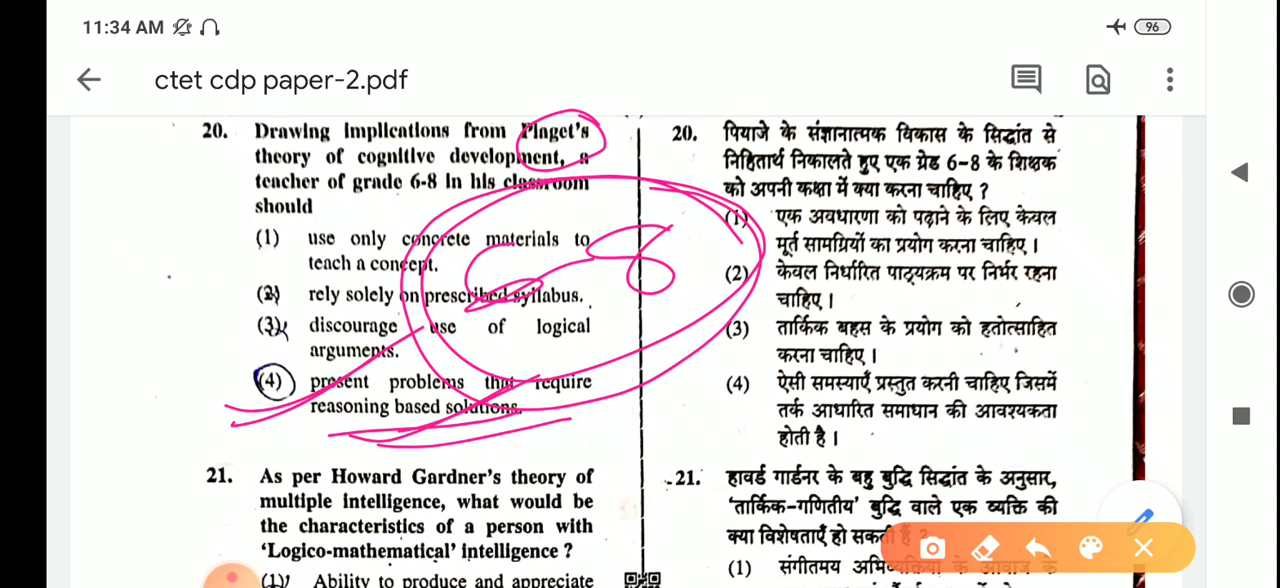 11:34 AM
96
ctet cdp paper-2.pdf
20. Drawing implications from Piaget's
theory of cognitive development, a
teacher of grade 6-8 in his classroom
should
(1) use only concrete materials to
teach a concept.
(2) rely solely on prescribed syllabus.
(3) discourage use of logical
arguments.
(4) present problems that require
reasoning based solutions.
6-8
21. As per Howard Gardner's theory of
multiple intelligence, what would be
the characteristics of a person with
'Logico-mathematical' intelligence ?
(1) Ability to produce and appreciate
20. पियाजे के संज्ञानात्मक विकास के सिद्धांत से
निहितार्थ निकालते हुए एक ग्रेड 6-8 के शिक्षक
को अपनी कक्षा में क्या करना चाहिए ?
(1) एक अवधारणा को पढ़ाने के लिए केवल
मूर्त सामग्रियों का प्रयोग करना चाहिए ।
(2) केवल निर्धारित पाठ्यक्रम पर निर्भर रहना
चाहिए ।
(3) तार्किक बहस के प्रयोग को हतोत्साहित
करना चाहिए ।
(4) ऐसी समस्याएँ प्रस्तुत करनी चाहिए जिसमें
तर्क आधारित समाधान की आवश्यकता
होती है ।
21. हावर्ड गार्डनर के बहु बुद्धि सिद्धांत के अनुसार,
'तार्किक-गणितीय' बुद्धि वाले एक व्यक्ति की
क्या विशेषताएँ हो सकती हैं ?
(1) संगीतमय